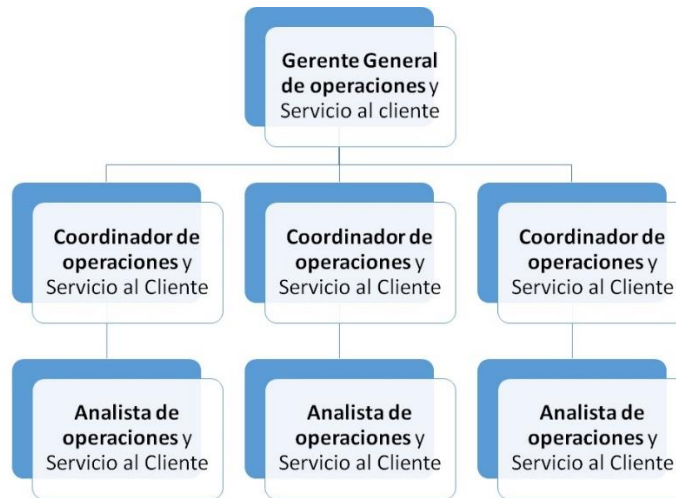 Gerente General
de operaciones y
Servicio al cliente
Coordinador de
operaciones y
Servicio al Cliente
Coordinador de
operaciones y
Servicio al Cliente
Coordinador de
operaciones y
Servicio al Cliente
Analista de
operaciones y
Servicio al Cliente
Analista de
operaciones y
Servicio al Cliente
Analista de
operaciones y
Servicio al Cliente